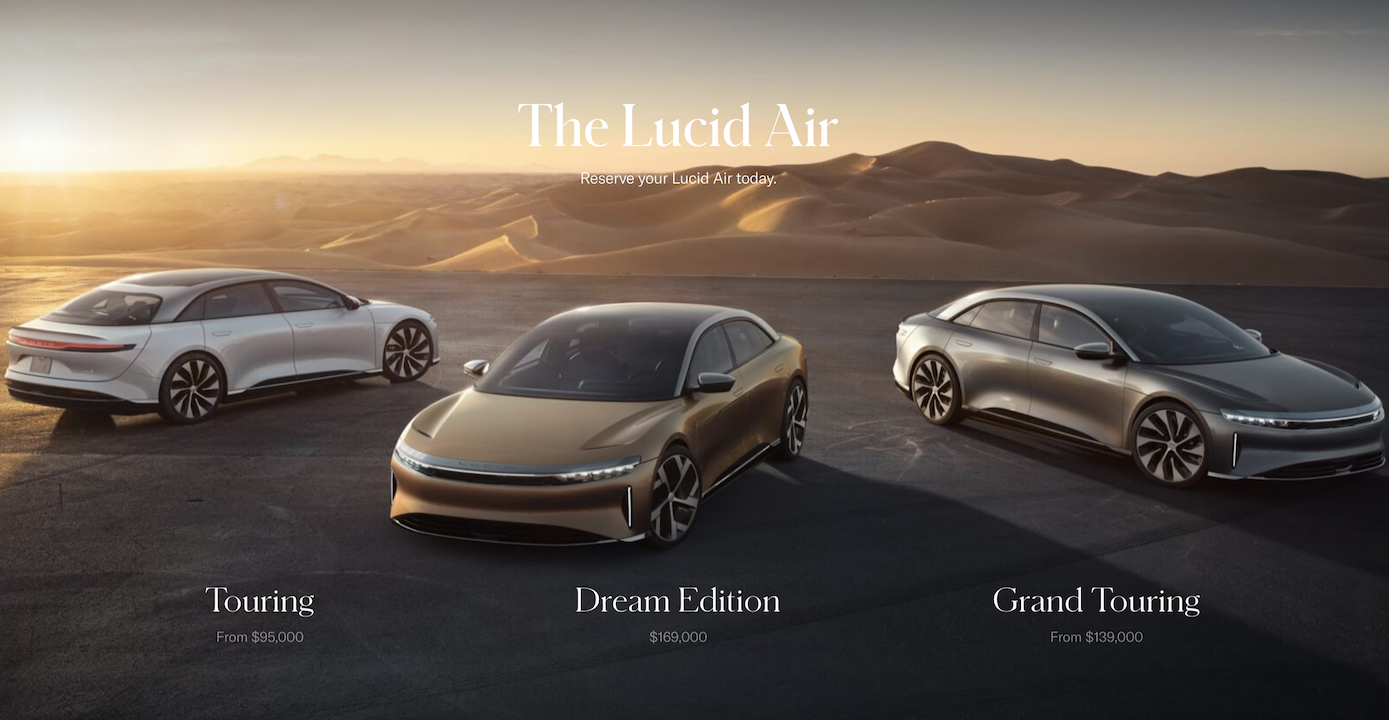 The Lucid Air
Reserve your Lucid Air today.
Touring
From $95,000
Dream Edition
$169,000
Grand Touring
From $139,000